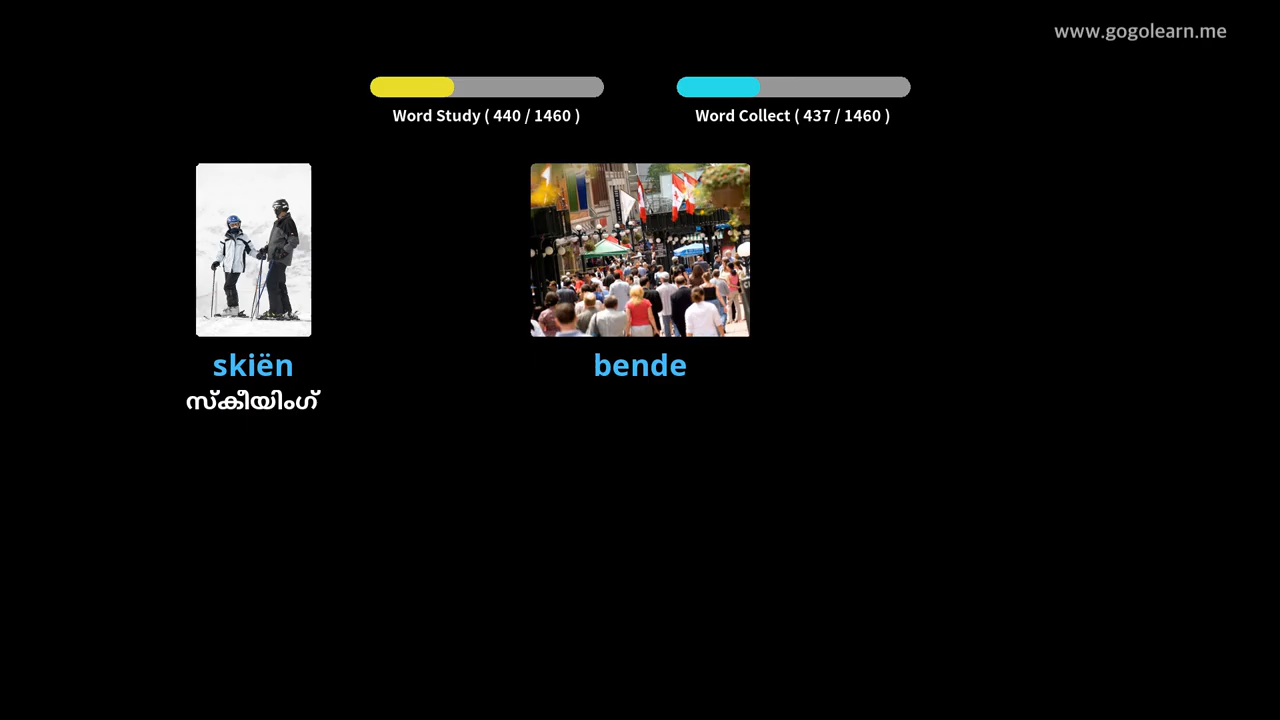 www.gogolearn.me
Word Study ( 440 / 1460 )
Word Collect ( 437 / 1460 )
skiën
bende
സ്കീയിംഗ്